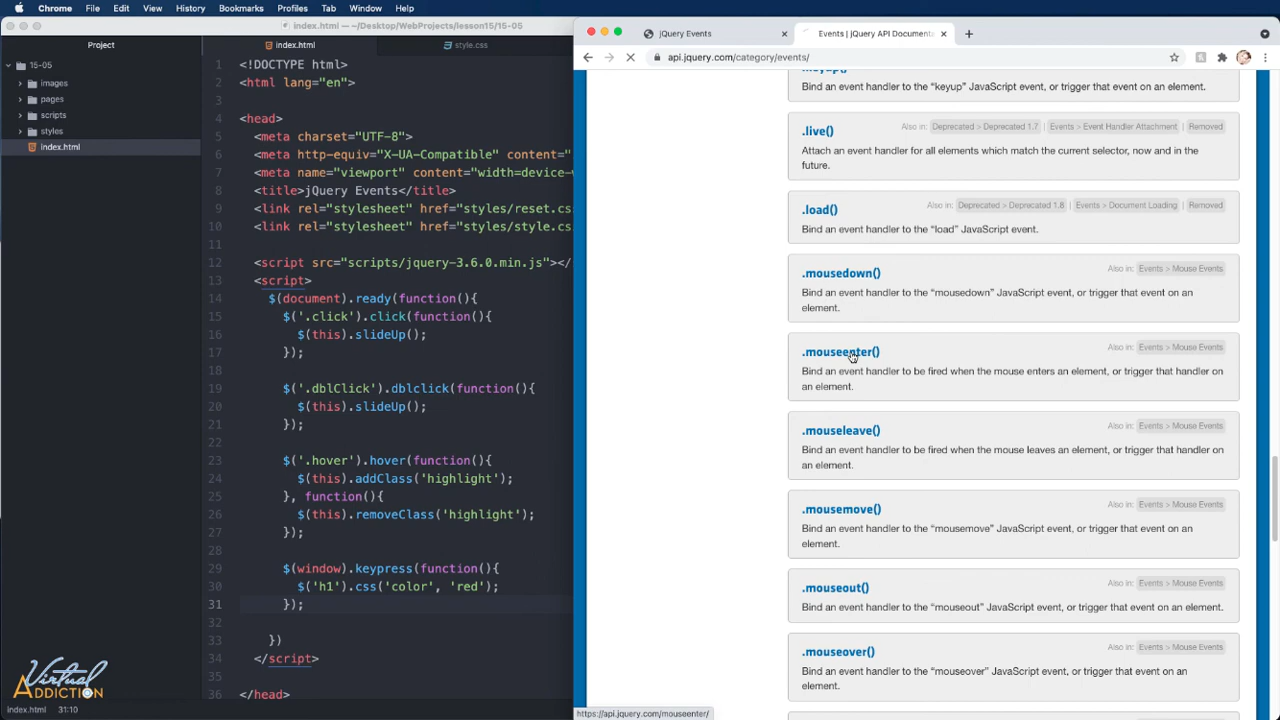 Chrome File Edit View History Bookmarks Profiles Tab Window Help
index.html — ~/Desktop/WebProjects/lesson15/15-05
Project
index.html
style.css
15-05
images
pages
scripts
styles
index.html
1 <!DOCTYPE html>
2 <html lang="en">
3
4 <head>
5 <meta charset="UTF-8">
6 <meta http-equiv="X-UA-Compatible" content="
7 <meta name="viewport" content="width=device-w
8 <title>jQuery Events</title>
9 <link rel="stylesheet" href="styles/reset.cs
10 <link rel="stylesheet" href="styles/style.cs
11
12 <script src="scripts/jquery-3.6.0.min.js"></
13 <script>
14 $(document).ready(function(){
15 $('.click').click(function(){
16 $(this).slideUp();
17 });
18
19 $('.dblClick').dblclick(function(){
20 $(this).slideUp();
21 });
22
23 $('.hover').hover(function(){
24 $(this).addClass('highlight');
25 }, function(){
26 $(this).removeClass('highlight');
27 });
28
29 $(window).keypress(function(){
30 $('h1').css('color', 'red');
31 });
32
33 })
34 </script>
35
36 </head>
Virtual
Addiction
index.html 31:10
jQuery Events
Events | jQuery API Documenta
api.jquery.com/category/events/
.keyup()
Bind an event handler to the “keyup” JavaScript event, or trigger that event on an element.
.live()
Also in: Deprecated > Deprecated 1.7 | Events > Event Handler Attachment | Removed
Attach an event handler for all elements which match the current selector, now and in the
future.
.load()
Also in: Deprecated > Deprecated 1.8 | Events > Document Loading | Removed
Bind an event handler to the “load” JavaScript event.
.mousedown()
Also in: Events > Mouse Events
Bind an event handler to the “mousedown” JavaScript event, or trigger that event on an
element.
.mouseenter()
Also in: Events > Mouse Events
Bind an event handler to be fired when the mouse enters an element, or trigger that handler on
an element.
.mouseleave()
Also in: Events > Mouse Events
Bind an event handler to be fired when the mouse leaves an element, or trigger that handler on
an element.
.mousemove()
Also in: Events > Mouse Events
Bind an event handler to the “mousemove” JavaScript event, or trigger that event on an
element.
.mouseout()
Also in: Events > Mouse Events
Bind an event handler to the “mouseout” JavaScript event, or trigger that event on an element.
.mouseover()
Also in: Events > Mouse Events
Bind an event handler to the “mouseover” JavaScript event, or trigger that event on an
element.
https://api.jquery.com/mouseenter/